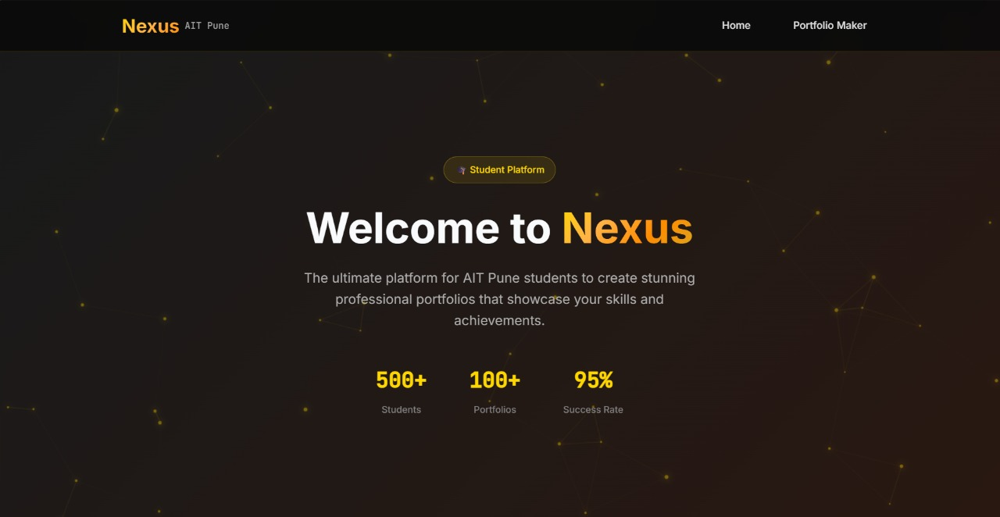 Nexus AIT Pune
Home
Portfolio Maker
Student Platform
Welcome to Nexus
The ultimate platform for AIT Pune students to create stunning
professional portfolios that showcase your skills and
achievements.
500+
100+
95%
Students
Portfolios
Success Rate